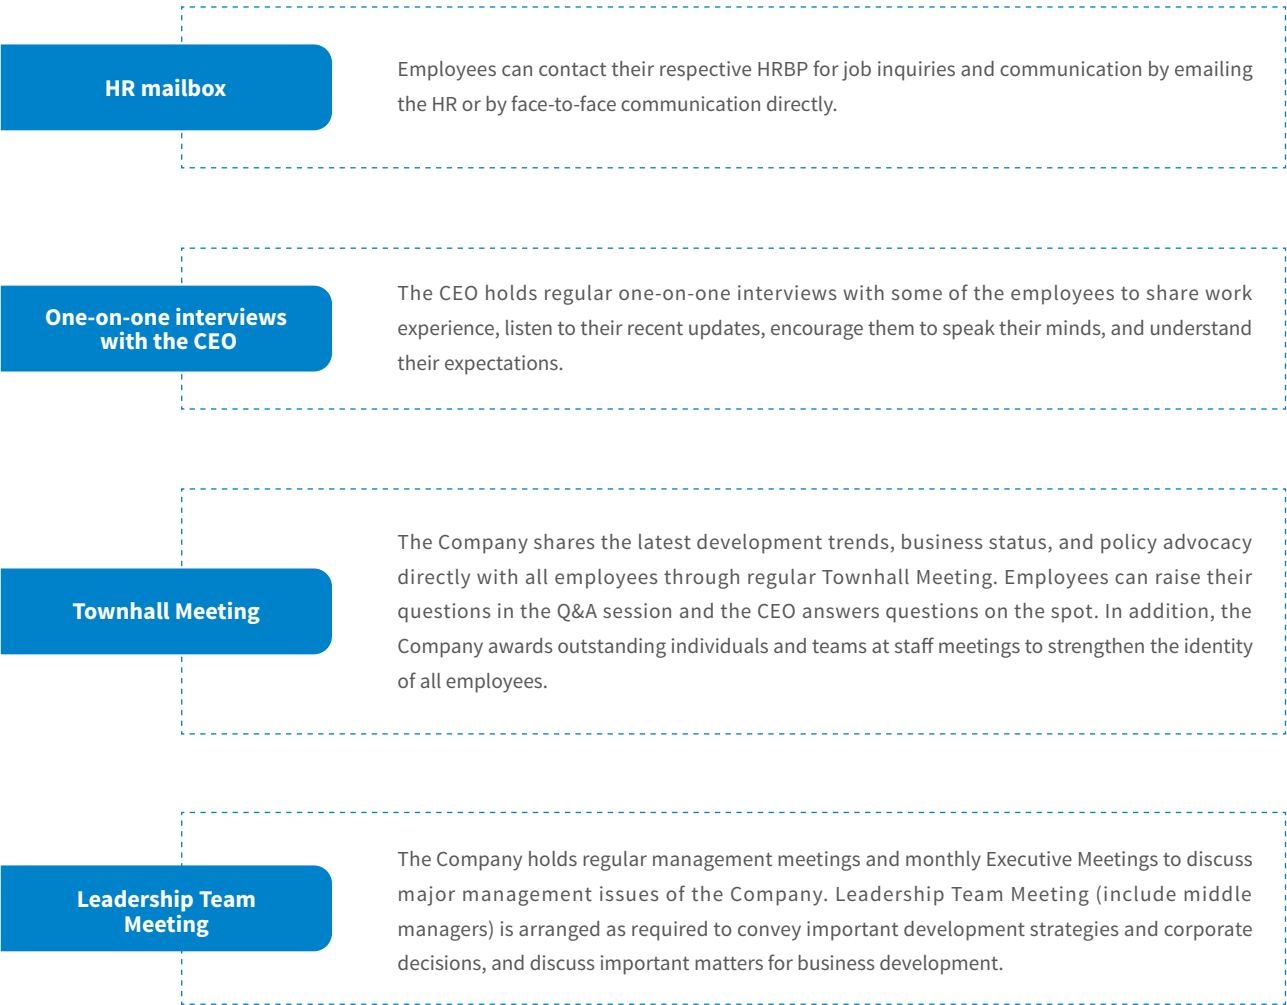 HR mailbox
Employees can contact their respective HRBP for job inquiries and communication by emailing
the HR or by face-to-face communication directly.
One-on-one interviews
with the CEO
The CEO holds regular one-on-one interviews with some of the employees to share work
experience, listen to their recent updates, encourage them to speak their minds, and understand
their expectations.
Townhall Meeting
The Company shares the latest development trends, business status, and policy advocacy
directly with all employees through regular Townhall Meeting. Employees can raise their
questions in the Q&A session and the CEO answers questions on the spot. In addition, the
Company awards outstanding individuals and teams at staff meetings to strengthen the identity
of all employees.
Leadership Team
Meeting
The Company holds regular management meetings and monthly Executive Meetings to discuss
major management issues of the Company. Leadership Team Meeting (include middle
managers) is arranged as required to convey important development strategies and corporate
decisions, and discuss important matters for business development.